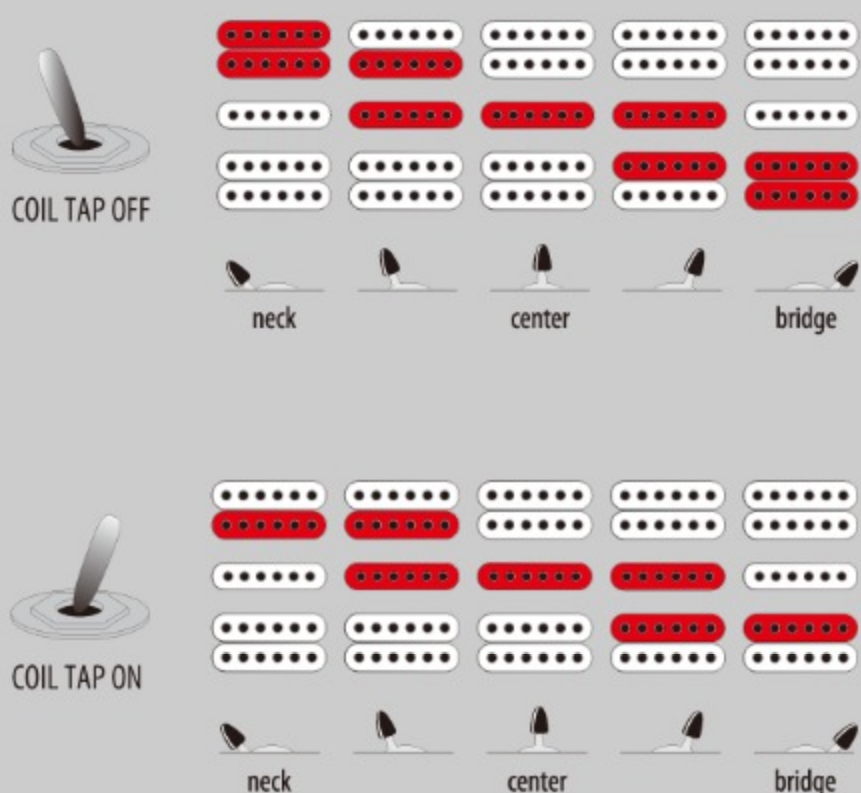 COIL TAP OFF
neck
center
bridge
COIL TAP ON
neck
center
bridge